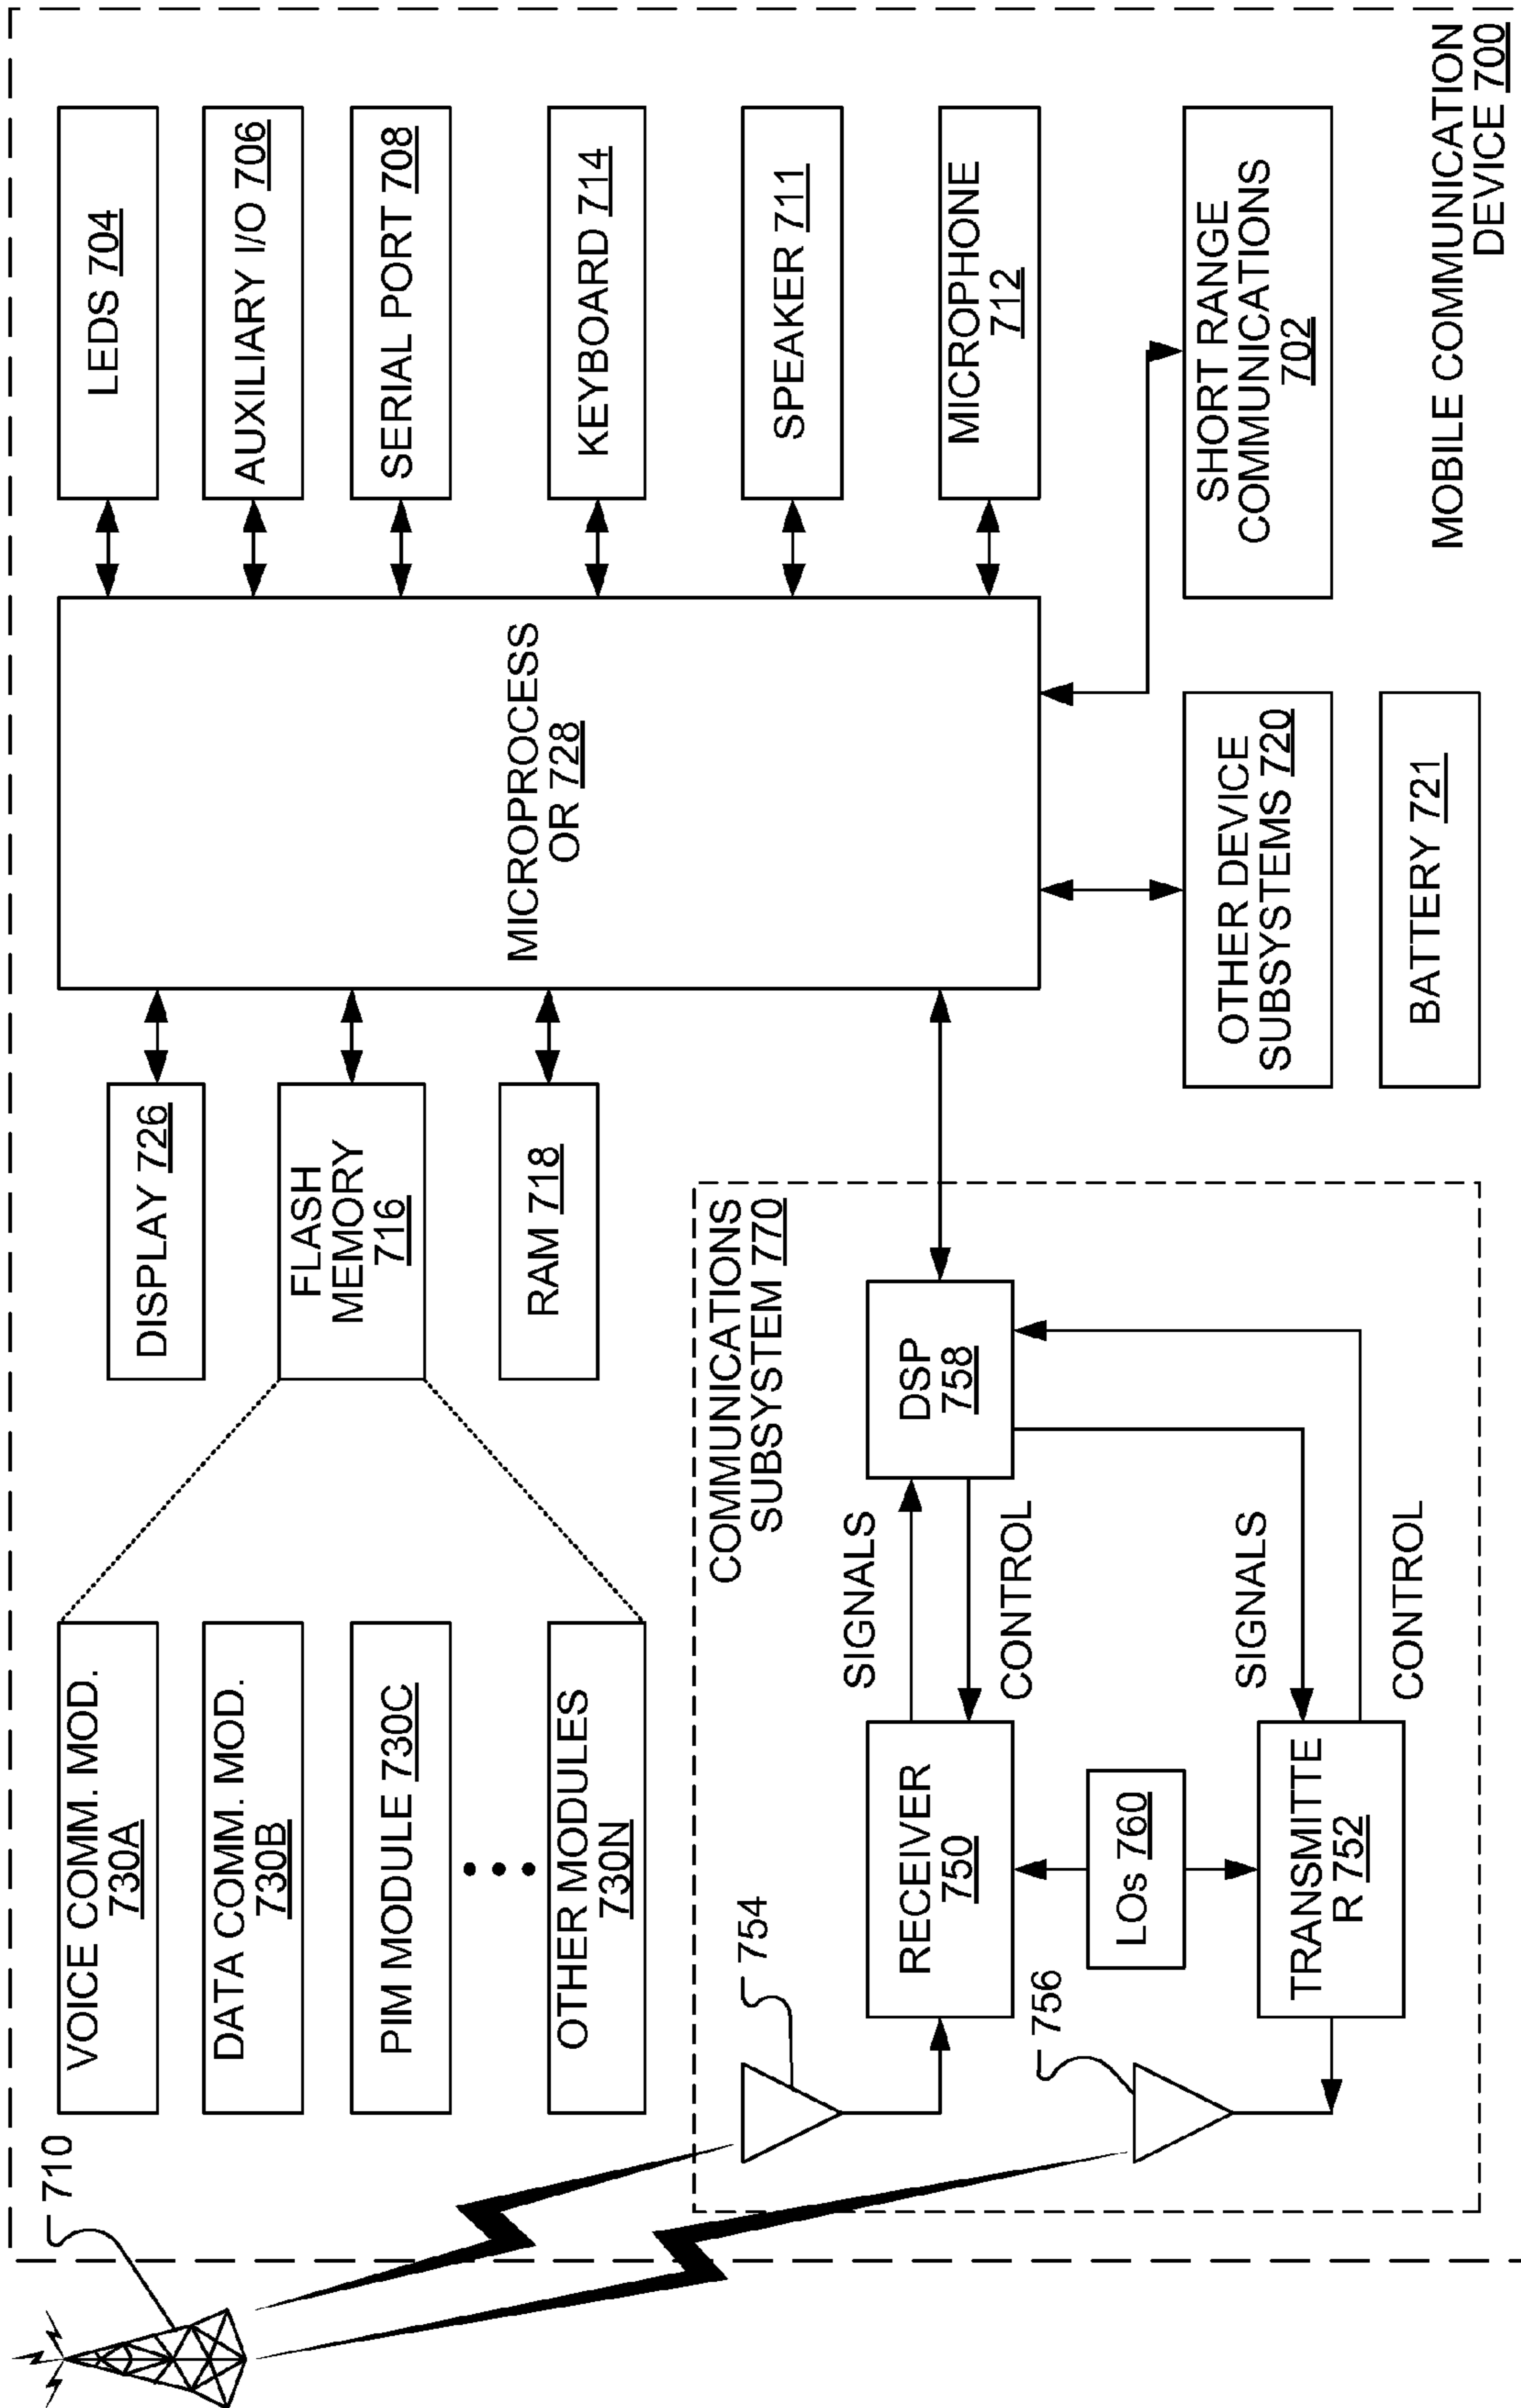 710
VOICE COMM. MOD.
730A
DATA COMM. MOD.
730B
PIM MODULE 730C
OTHER MODULES
730N
DISPLAY 726
FLASH
MEMORY
716
RAM 718
MICROPROCESS
OR 728
LEDS 704
AUXILIARY I/O 706
SERIAL PORT 708
KEYBOARD 714
SPEAKER 711
MICROPHONE
712
SHORT RANGE
COMMUNICATIONS
702
OTHER DEVICE
SUBSYSTEMS 720
BATTERY 721
COMMUNICATIONS
SUBSYSTEM 770
754
RECEIVER
750
SIGNALS
CONTROL
DSP
758
LOs 760
756
TRANSMITTE
R 752
SIGNALS
CONTROL
MOBILE COMMUNICATION
DEVICE 700